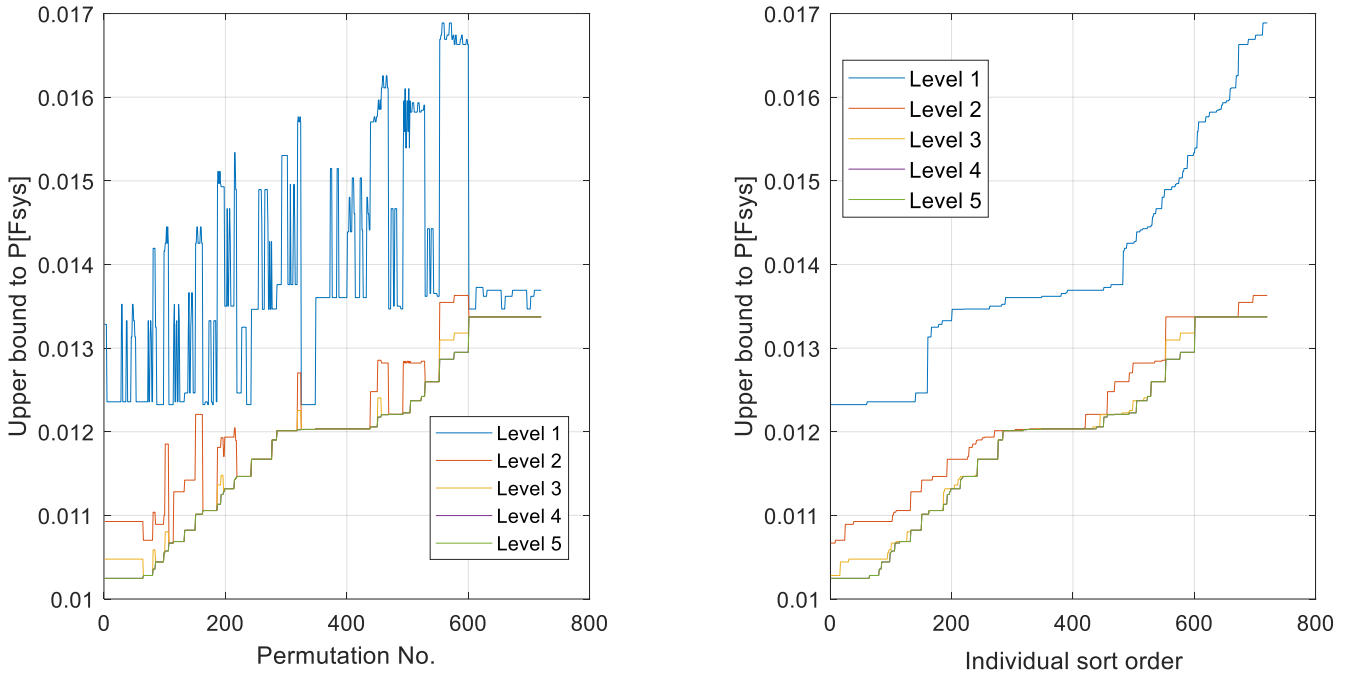 0.017
0.016
0.015
0.014
0.013
0.012
0.011
0.01
Upper bound to P[Fsys]
0
200
400
600
800
Permutation No.
Level 1
Level 2
Level 3
Level 4
Level 5
0.017
0.016
0.015
0.014
0.013
0.012
0.011
0.01
Upper bound to P[Fsys]
0
200
400
600
800
Individual sort order
Level 1
Level 2
Level 3
Level 4
Level 5